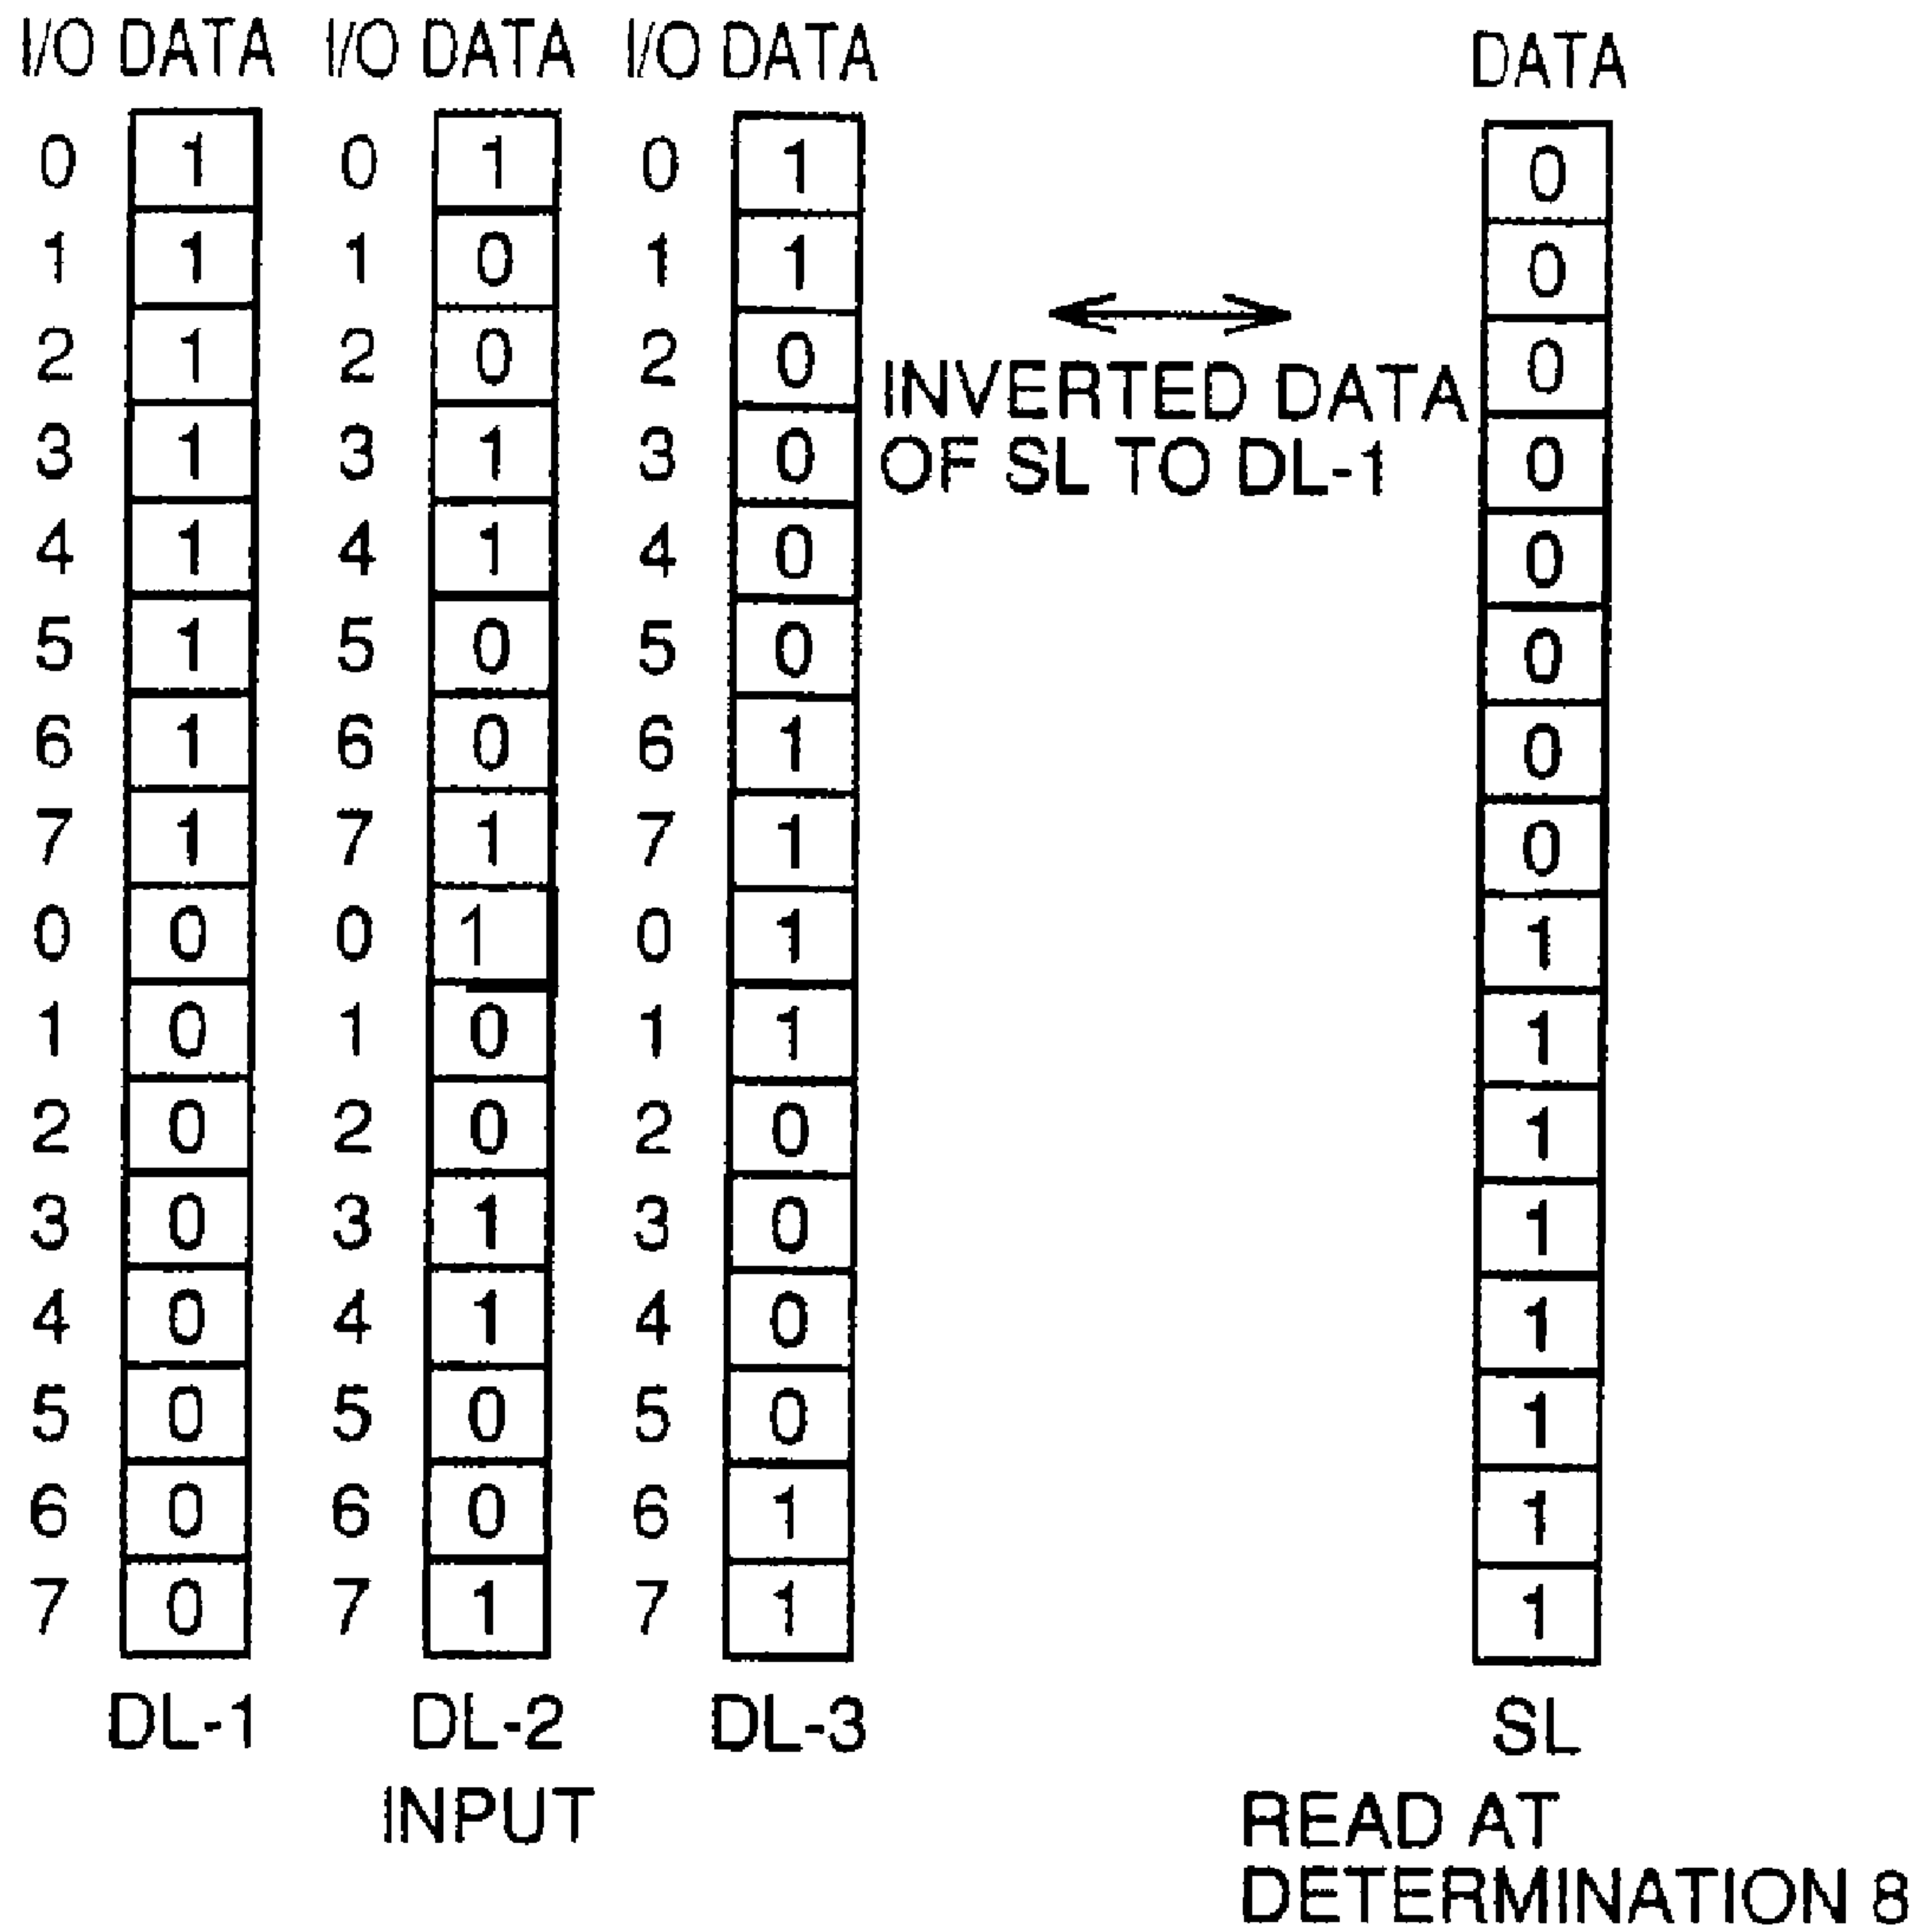 I/O DATA I/O DATA I/O DATA DATA
0 1 0 1 0 1 0
1 1 1 0 1 1 0
2 1 2 0 2 0 0
3 1 3 1 3 0 0
4 1 4 1 4 0 0
5 1 5 0 5 0 0
6 1 6 0 6 1 0
7 1 7 1 7 1 0
0 0 0 1 0 1 1
1 0 1 0 1 1 1
2 0 2 0 2 0 1
3 0 3 1 3 0 1
4 0 4 1 4 0 1
5 0 5 0 5 0 1
6 0 6 0 6 1 1
7 0 7 1 7 1 1
INVERTED DATA
OF SL TO DL-1
DL-1 DL-2 DL-3 SL
INPUT
READ AT
DETERMINATION 8